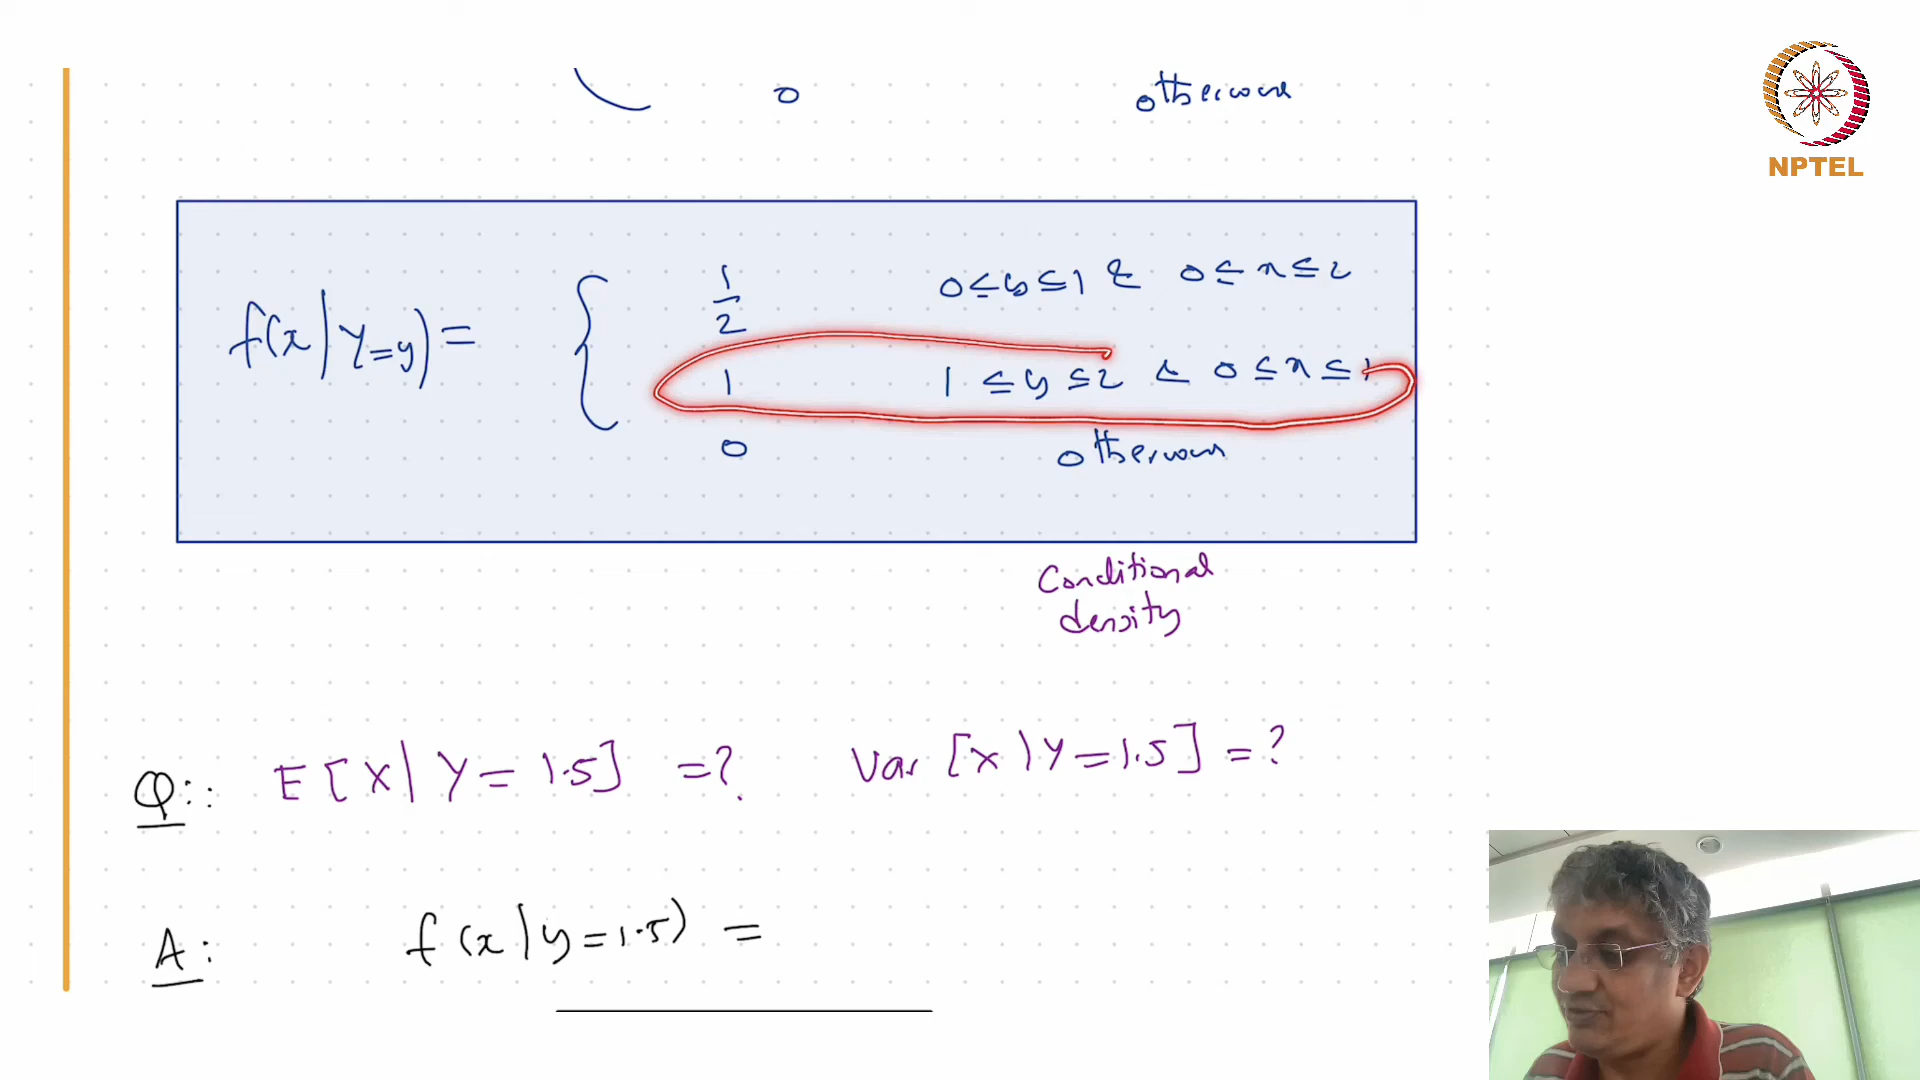 0 otherwise
NPTEL
1/2 0≤y≤1 & 0≤x≤2
f(x|Y=y) =
1 1≤y≤2 & 0≤x≤1
0 otherwise
Conditional
density
Q:: E[X|Y=1.5] =? Var[X|Y=1.5] =?
A: f(x|y=1.5) =